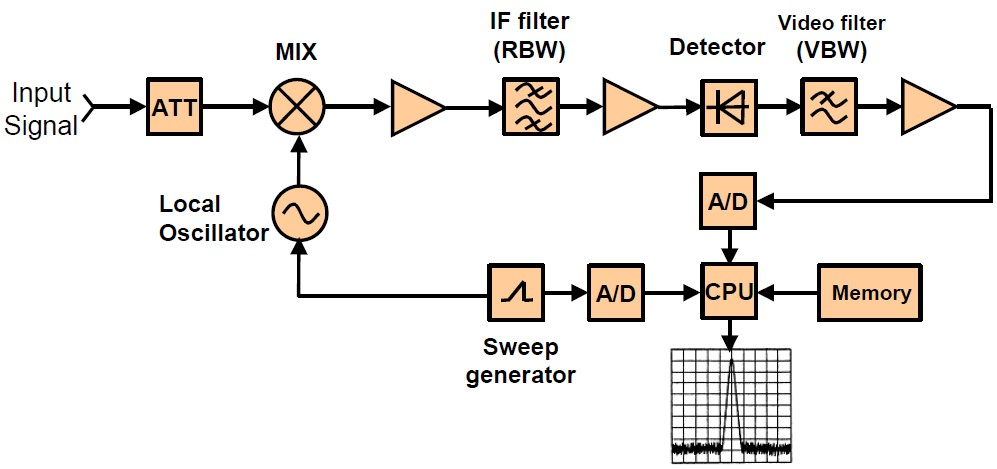 IF filter
(RBW)
Video filter
(VBW)
MIX
Detector
Input
Signal
ATT
Local
Oscillator
A/D
A/D
CPU
Memory
Sweep
generator